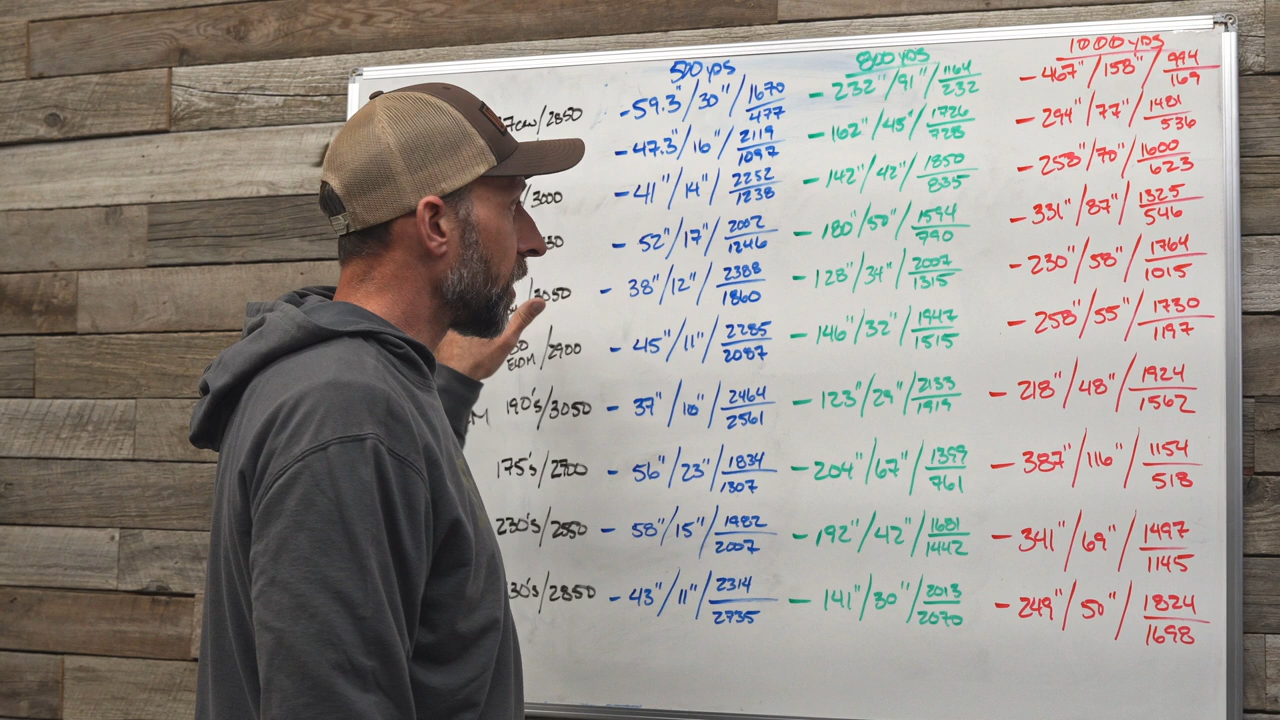 500 yds 800 yds 1000 yds
/2850 - 59.3"/30"/1670/477 - 232"/91"/1164/232 - 467"/158"/994/169
- 47.3"/16"/2119/1097 - 162"/45"/1726/728 - 294"/77"/1481/536
/3000 - 41"/14"/2252/1238 - 142"/42"/1850/835 - 258"/70"/1600/623
- 52"/17"/2002/1246 - 180"/50"/1594/790 - 331"/87"/1325/546
/3050 - 38"/12"/2388/1860 - 128"/34"/2007/1315 - 230"/58"/1764/1015
/2900 - 45"/11"/2285/2087 - 146"/32"/1947/1515 - 258"/55"/1730/1197
190's/3050 - 37"/10"/2464/2561 - 123"/29"/2133/1919 - 218"/48"/1924/1562
175's/2700 - 56"/23"/1834/1307 - 204"/67"/1399/761 - 387"/116"/1154/518
230's/2550 - 58"/15"/1982/2007 - 192"/42"/1681/1442 - 341"/69"/1497/1145
30's/2850 - 43"/11"/2314/2735 - 141"/30"/2013/2070 - 249"/50"/1824/1698